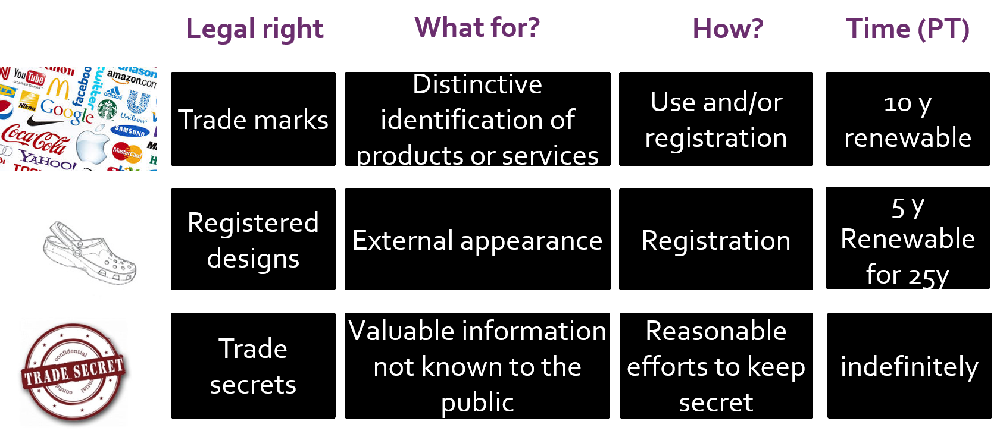 Legal right
What for?
How?
Time (PT)
YouTube
Broadcast Yourself™
amazon.com
facebook
twitter
adidas
Nikon
Google
Unilever
SAMSUNG
Coca-Cola
MasterCard
YAHOO!
Trade marks
Distinctive
identification of
products or services
Use and/or
registration
10 y
renewable
Registered
designs
External appearance
Registration
5 y
Renewable
for 25y
confidential
TRADE SECRET
Trade
secrets
Valuable information
not known to the
public
Reasonable
efforts to keep
secret
indefinitely